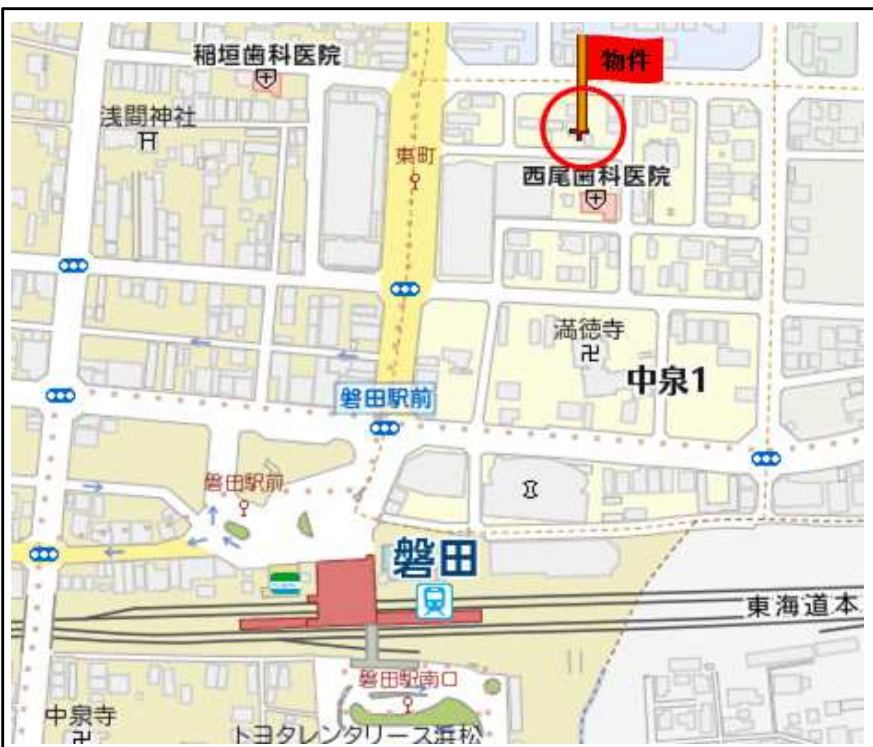 稲垣歯科医院
物件
浅間神社
東町
西尾歯科医院
満徳寺
中泉1
磐田駅前
磐田駅前
磐田
東海道本
磐田駅南口
中泉寺
トヨタレンタリース浜松